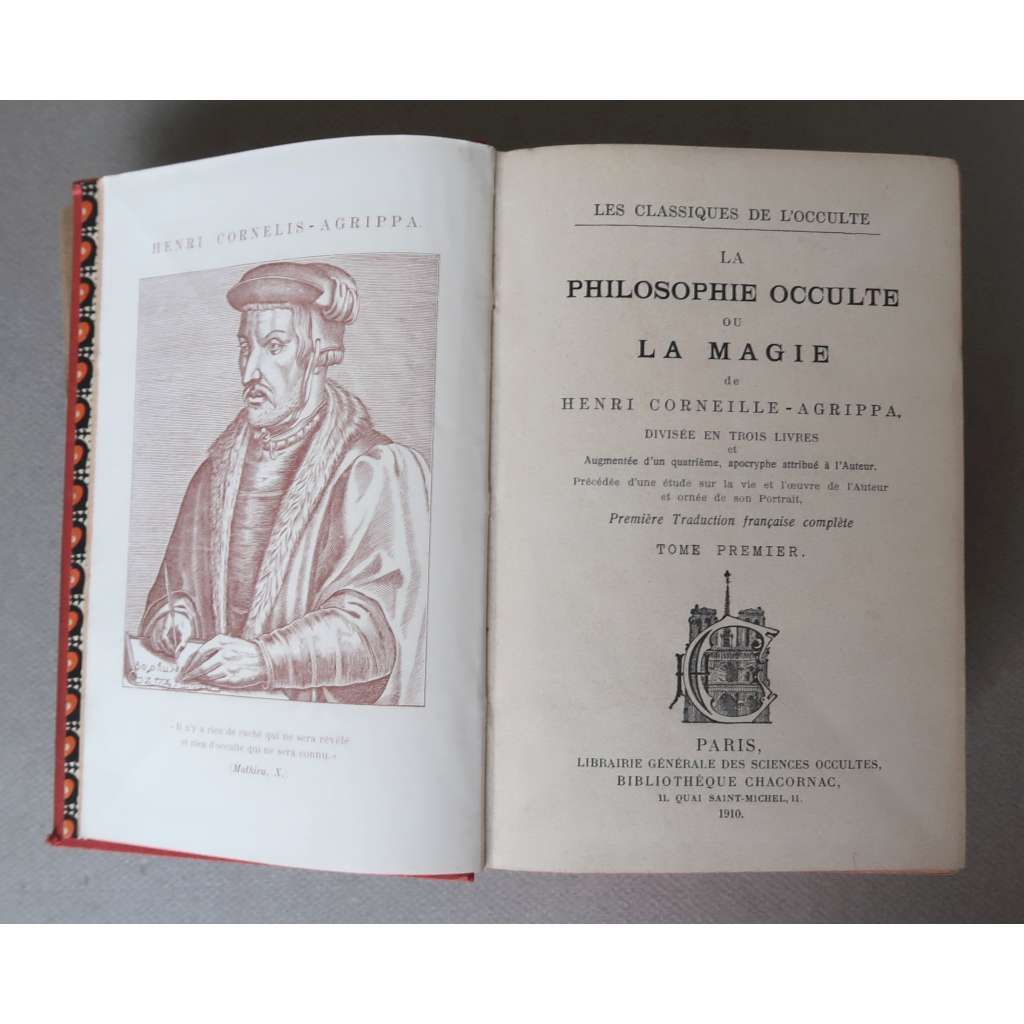 HENRI CORNELIS-AGRIPPA.
«Il n'y a rien de caché qui ne sera révélé
et rien d'occulte qui ne sera connu.»
(Mathieu, X.)
LES CLASSIQUES DE L'OCCULTE
LA
PHILOSOPHIE OCCULTE
OU
LA MAGIE
de
HENRI CORNEILLE-AGRIPPA,
DIVISÉE EN TROIS LIVRES
et
Augmentée d'un quatrième, apocryphe attribué à l'Auteur.
Précédée d'une étude sur la vie et l'œuvre de l'Auteur
et ornée de son Portrait.
Première Traduction française complète
TOME PREMIER.
PARIS,
LIBRAIRIE GÉNÉRALE DES SCIENCES OCCULTES,
BIBLIOTHÉQUE CHACORNAC,
11, QUAI SAINT-MICHEL, 11.
1910.